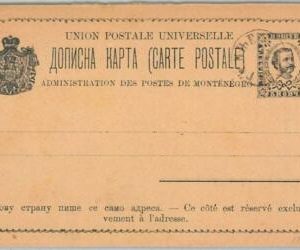 UNION POSTALE UNIVERSELLE
ДОПИСНА КАРТА (CARTE POSTALE
ADMINISTRATION DES POSTES DE MONTÉNÉGRO
ову страну пише се само адреса. — Ce côté est réservé exclu
vement à l'adresse.